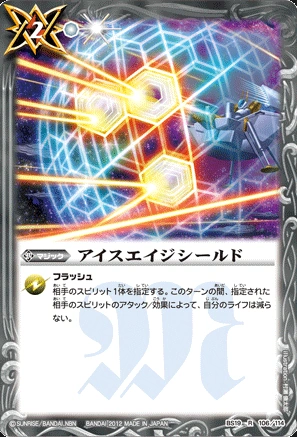 2
マジック
アイスエイジシールド
フラッシュ
相手のスピリット1体を指定する。このターンの間、指定された
相手のスピリットのアタック/効果によって、自分のライフは減ら
ない。
©SUNRISE/BANDAI,NBN BANDAI 2012 MADE IN JAPAN
BS19 R 108/114